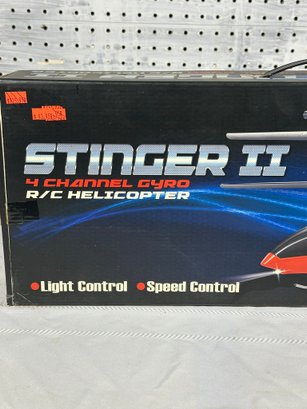 STINGER II
4 CHANNEL GYRO
R/C HELICOPTER
Light Control
Speed Control